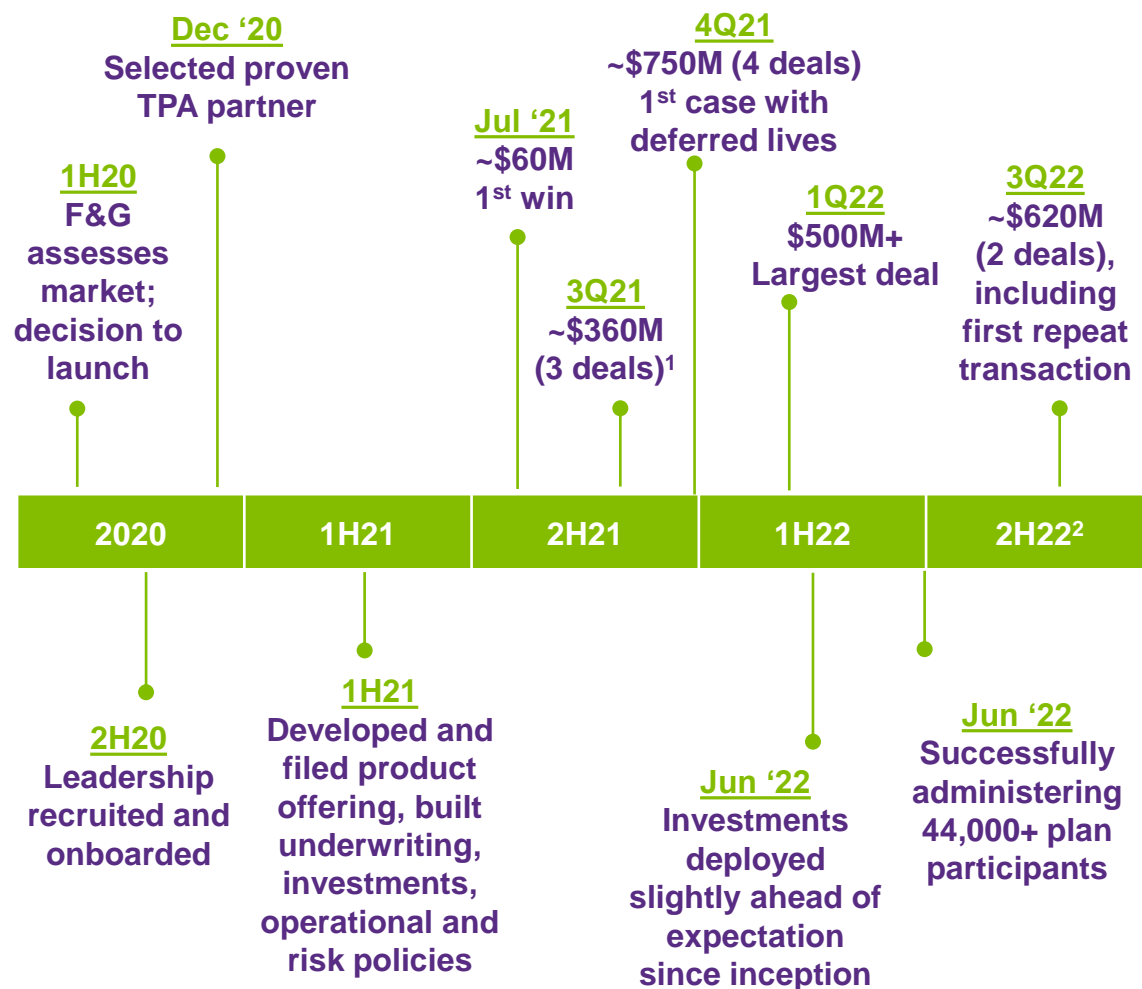 Dec ‘20
Selected proven
TPA partner
4Q21
~$750M (4 deals)
1st case with
deferred lives
Jul ‘21
~$60M
1st win
1H20
F&G
assesses
market;
decision to
launch
1Q22
$500M+
Largest deal
3Q22
~$620M
(2 deals),
including
first repeat
transaction
3Q21
~$360M
(3 deals)1
2020
1H21
2H21
1H22
2H222
2H20
Leadership
recruited and
onboarded
1H21
Developed and
filed product
offering, built
underwriting,
investments,
operational and
risk policies
Jun ‘22
Investments
deployed
slightly ahead of
expectation
since inception
Jun ‘22
Successfully
administering
44,000+ plan
participants